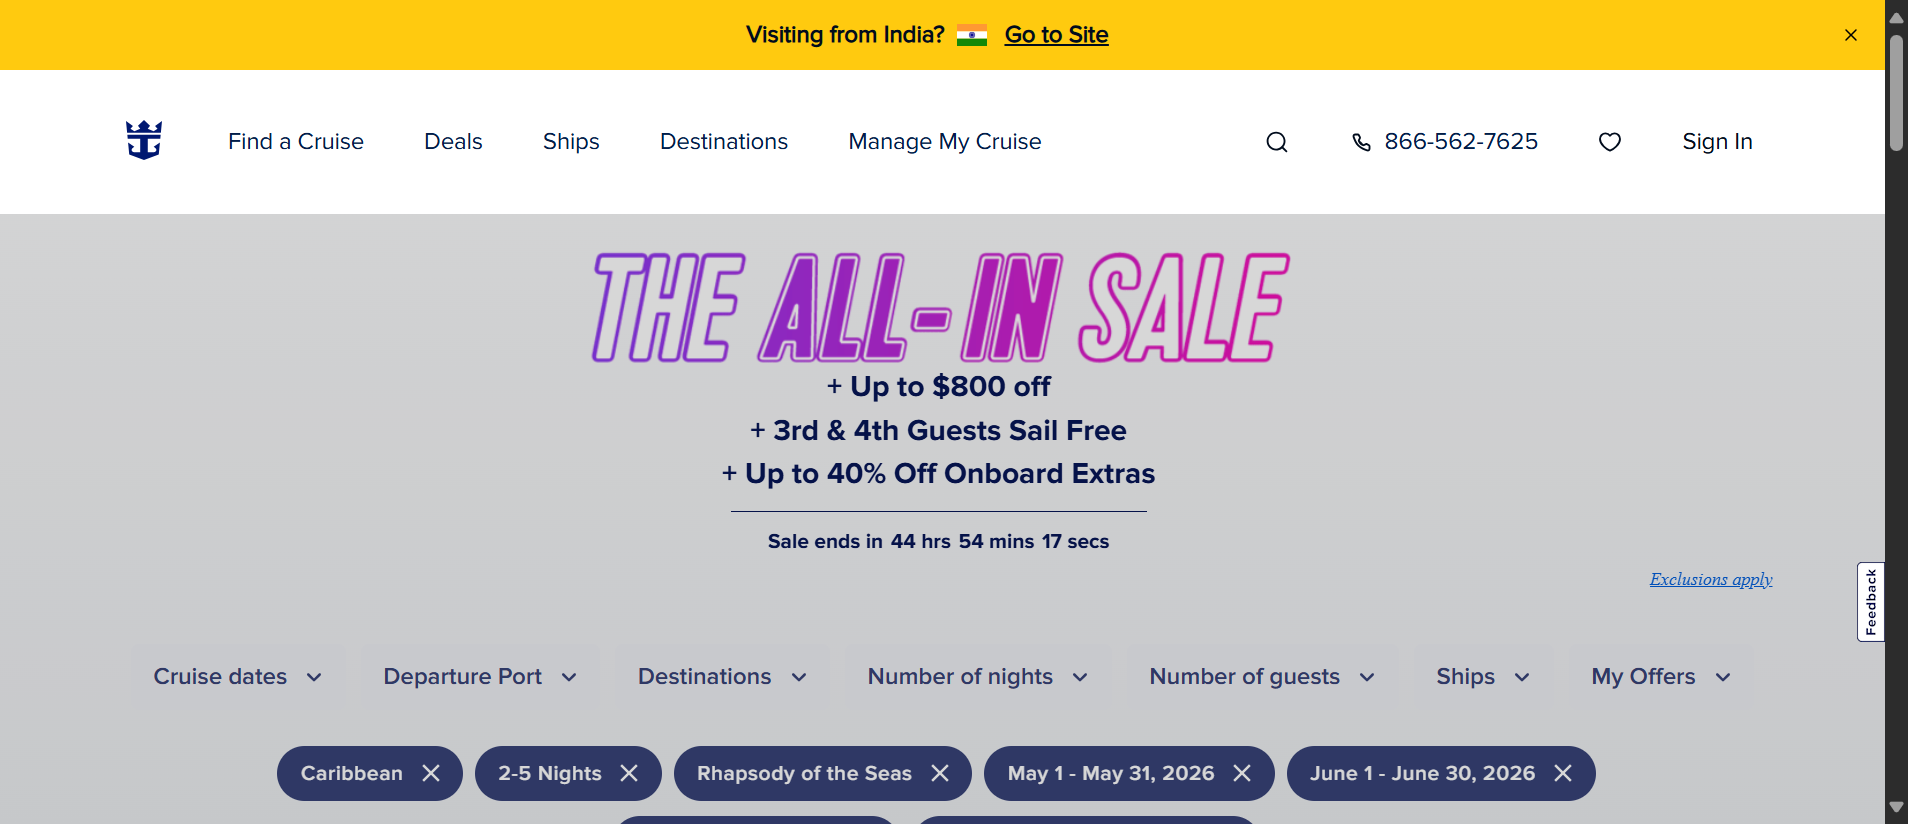 Visiting from India? Go to Site
Find a Cruise Deals Ships Destinations Manage My Cruise 866-562-7625 Sign In
THE ALL-IN SALE
+ Up to $800 off
+ 3rd & 4th Guests Sail Free
+ Up to 40% Off Onboard Extras
Sale ends in 44 hrs 54 mins 17 secs
Exclusions apply
Feedback
Cruise dates Departure Port Destinations Number of nights Number of guests Ships My Offers
Caribbean 2-5 Nights Rhapsody of the Seas May 1 - May 31, 2026 June 1 - June 30, 2026